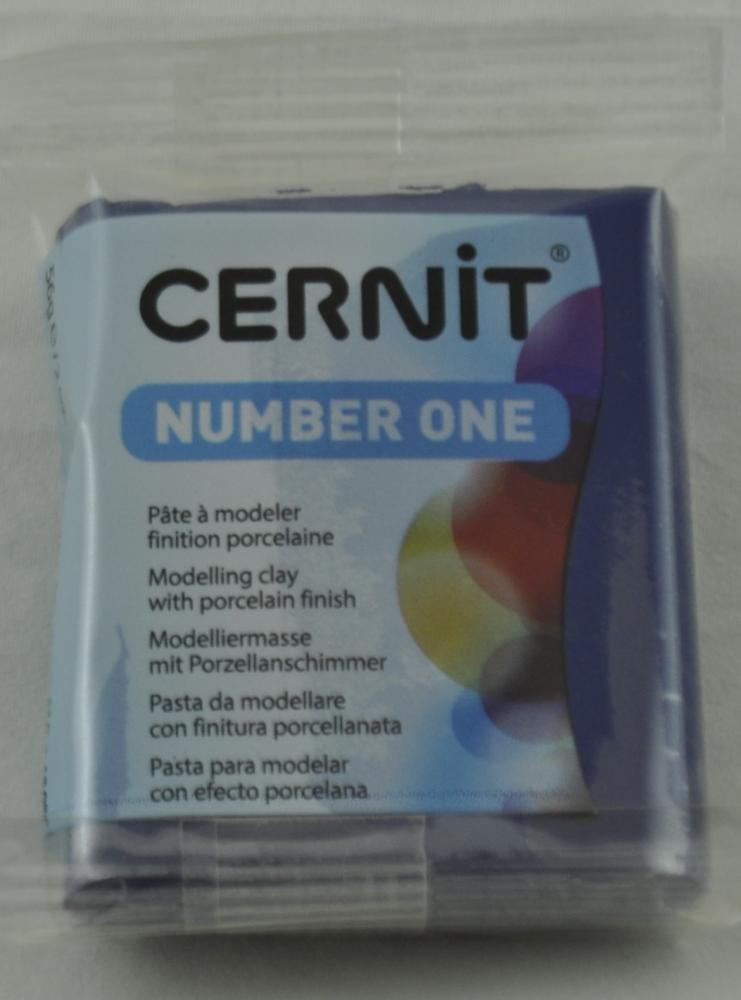 CERNiT®
NUMBER ONE
Pâte à modeler
finition porcelaine
Modelling clay
with porcelain finish
Modelliermasse
mit Porzellanschimmer
Pasta da modellare
con finitura porcellanata
Pasta para modelar
con efecto porcelana